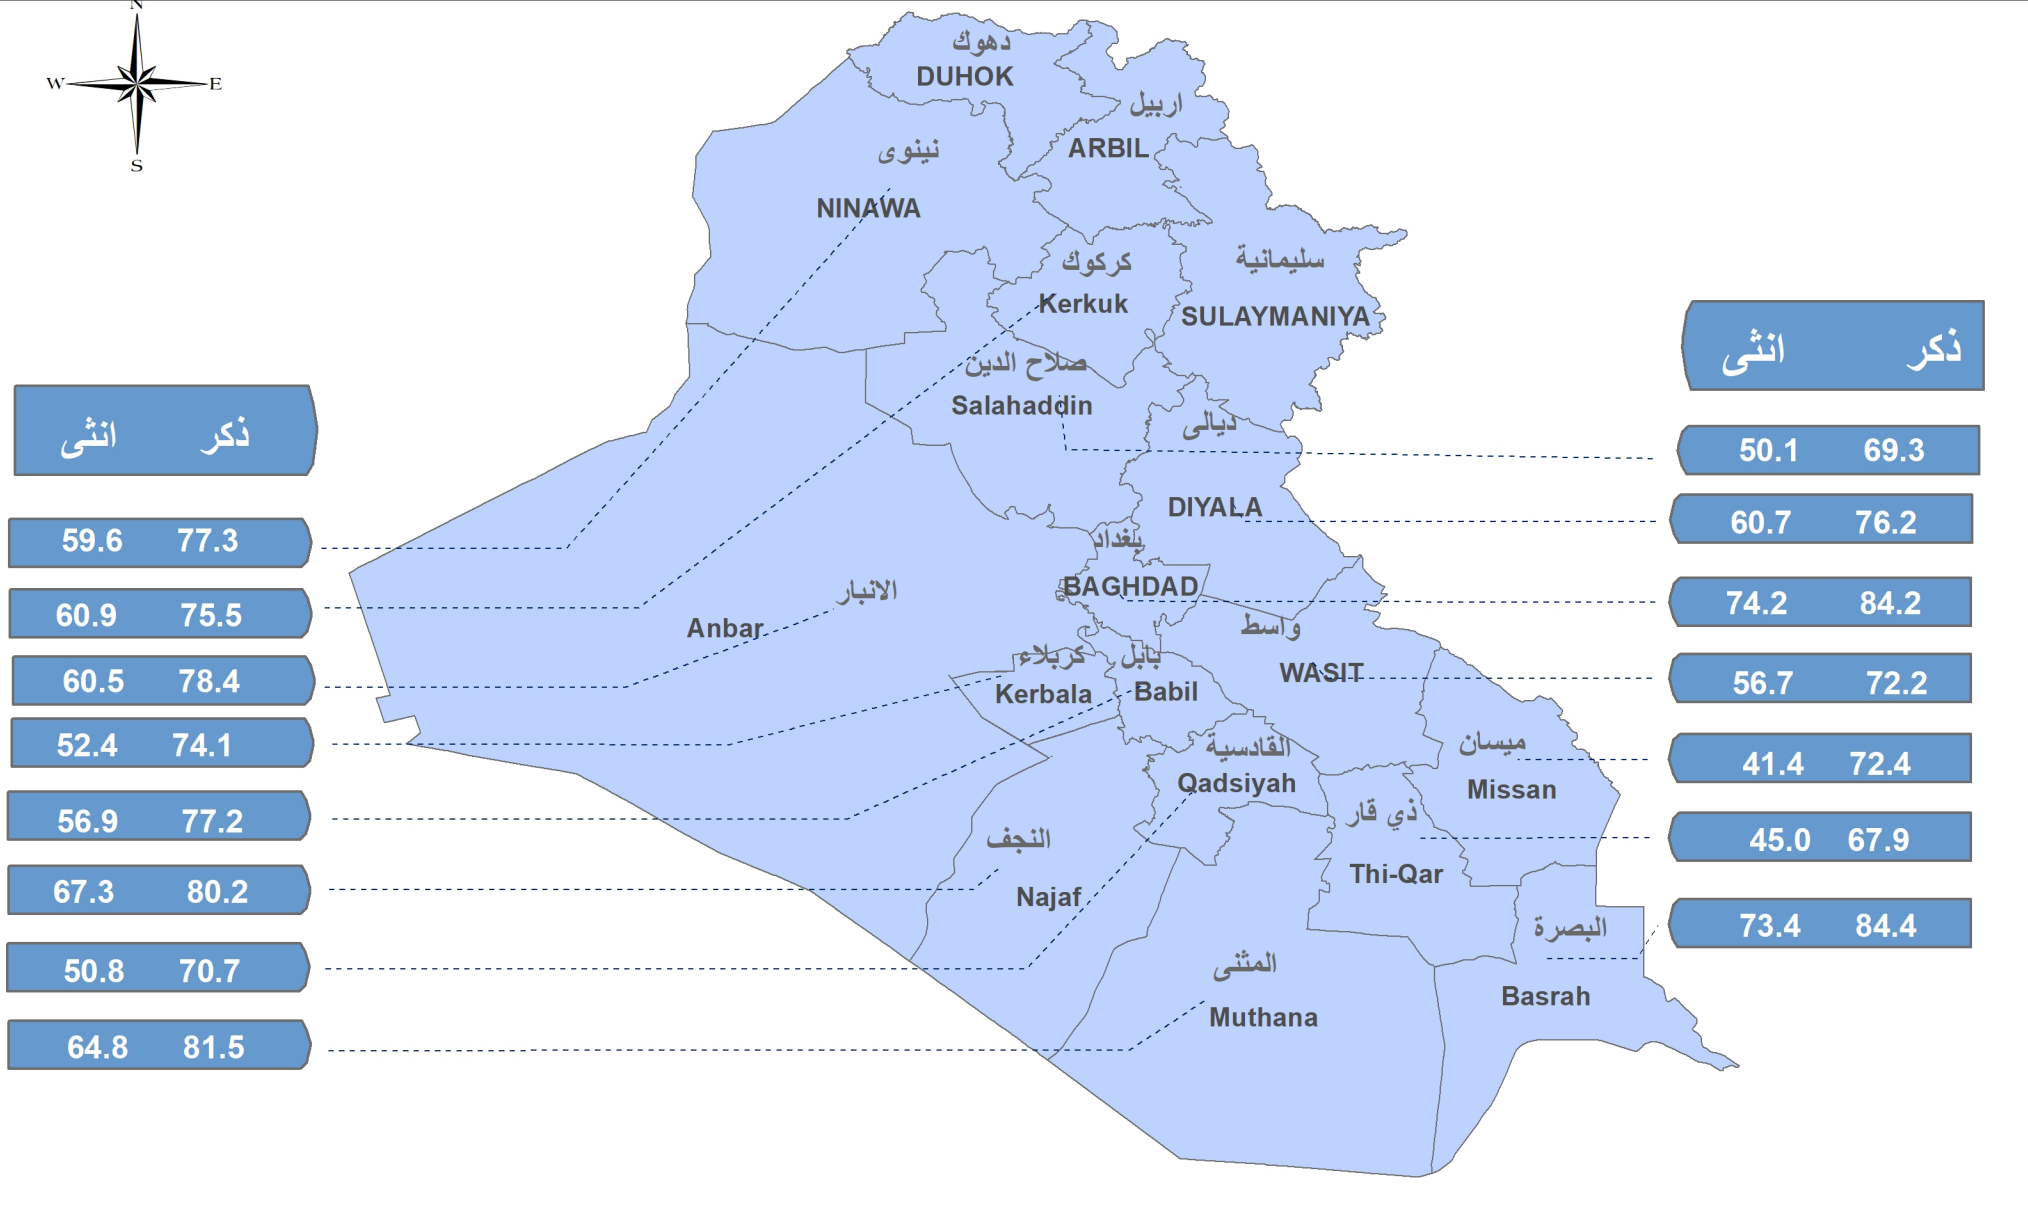 N
W E
S
دهوك
DUHOK
اربيل
ARBIL
نينوى
NINAWA
كركوك
Kerkuk
سليمانية
SULAYMANIYA
صلاح الدين
Salahaddin
ديالى
DIYALA
بغداد
BAGHDAD
الانبار
Anbar
واسط
WASIT
كربلاء
Kerbala
بابل
Babil
القادسية
Qadsiyah
ميسان
Missan
ذي قار
Thi-Qar
النجف
Najaf
البصرة
Basrah
المثنى
Muthana
ذكر انثى
59.6 77.3
60.9 75.5
60.5 78.4
52.4 74.1
56.9 77.2
67.3 80.2
50.8 70.7
64.8 81.5
ذكر انثى
50.1 69.3
60.7 76.2
74.2 84.2
56.7 72.2
41.4 72.4
45.0 67.9
73.4 84.4